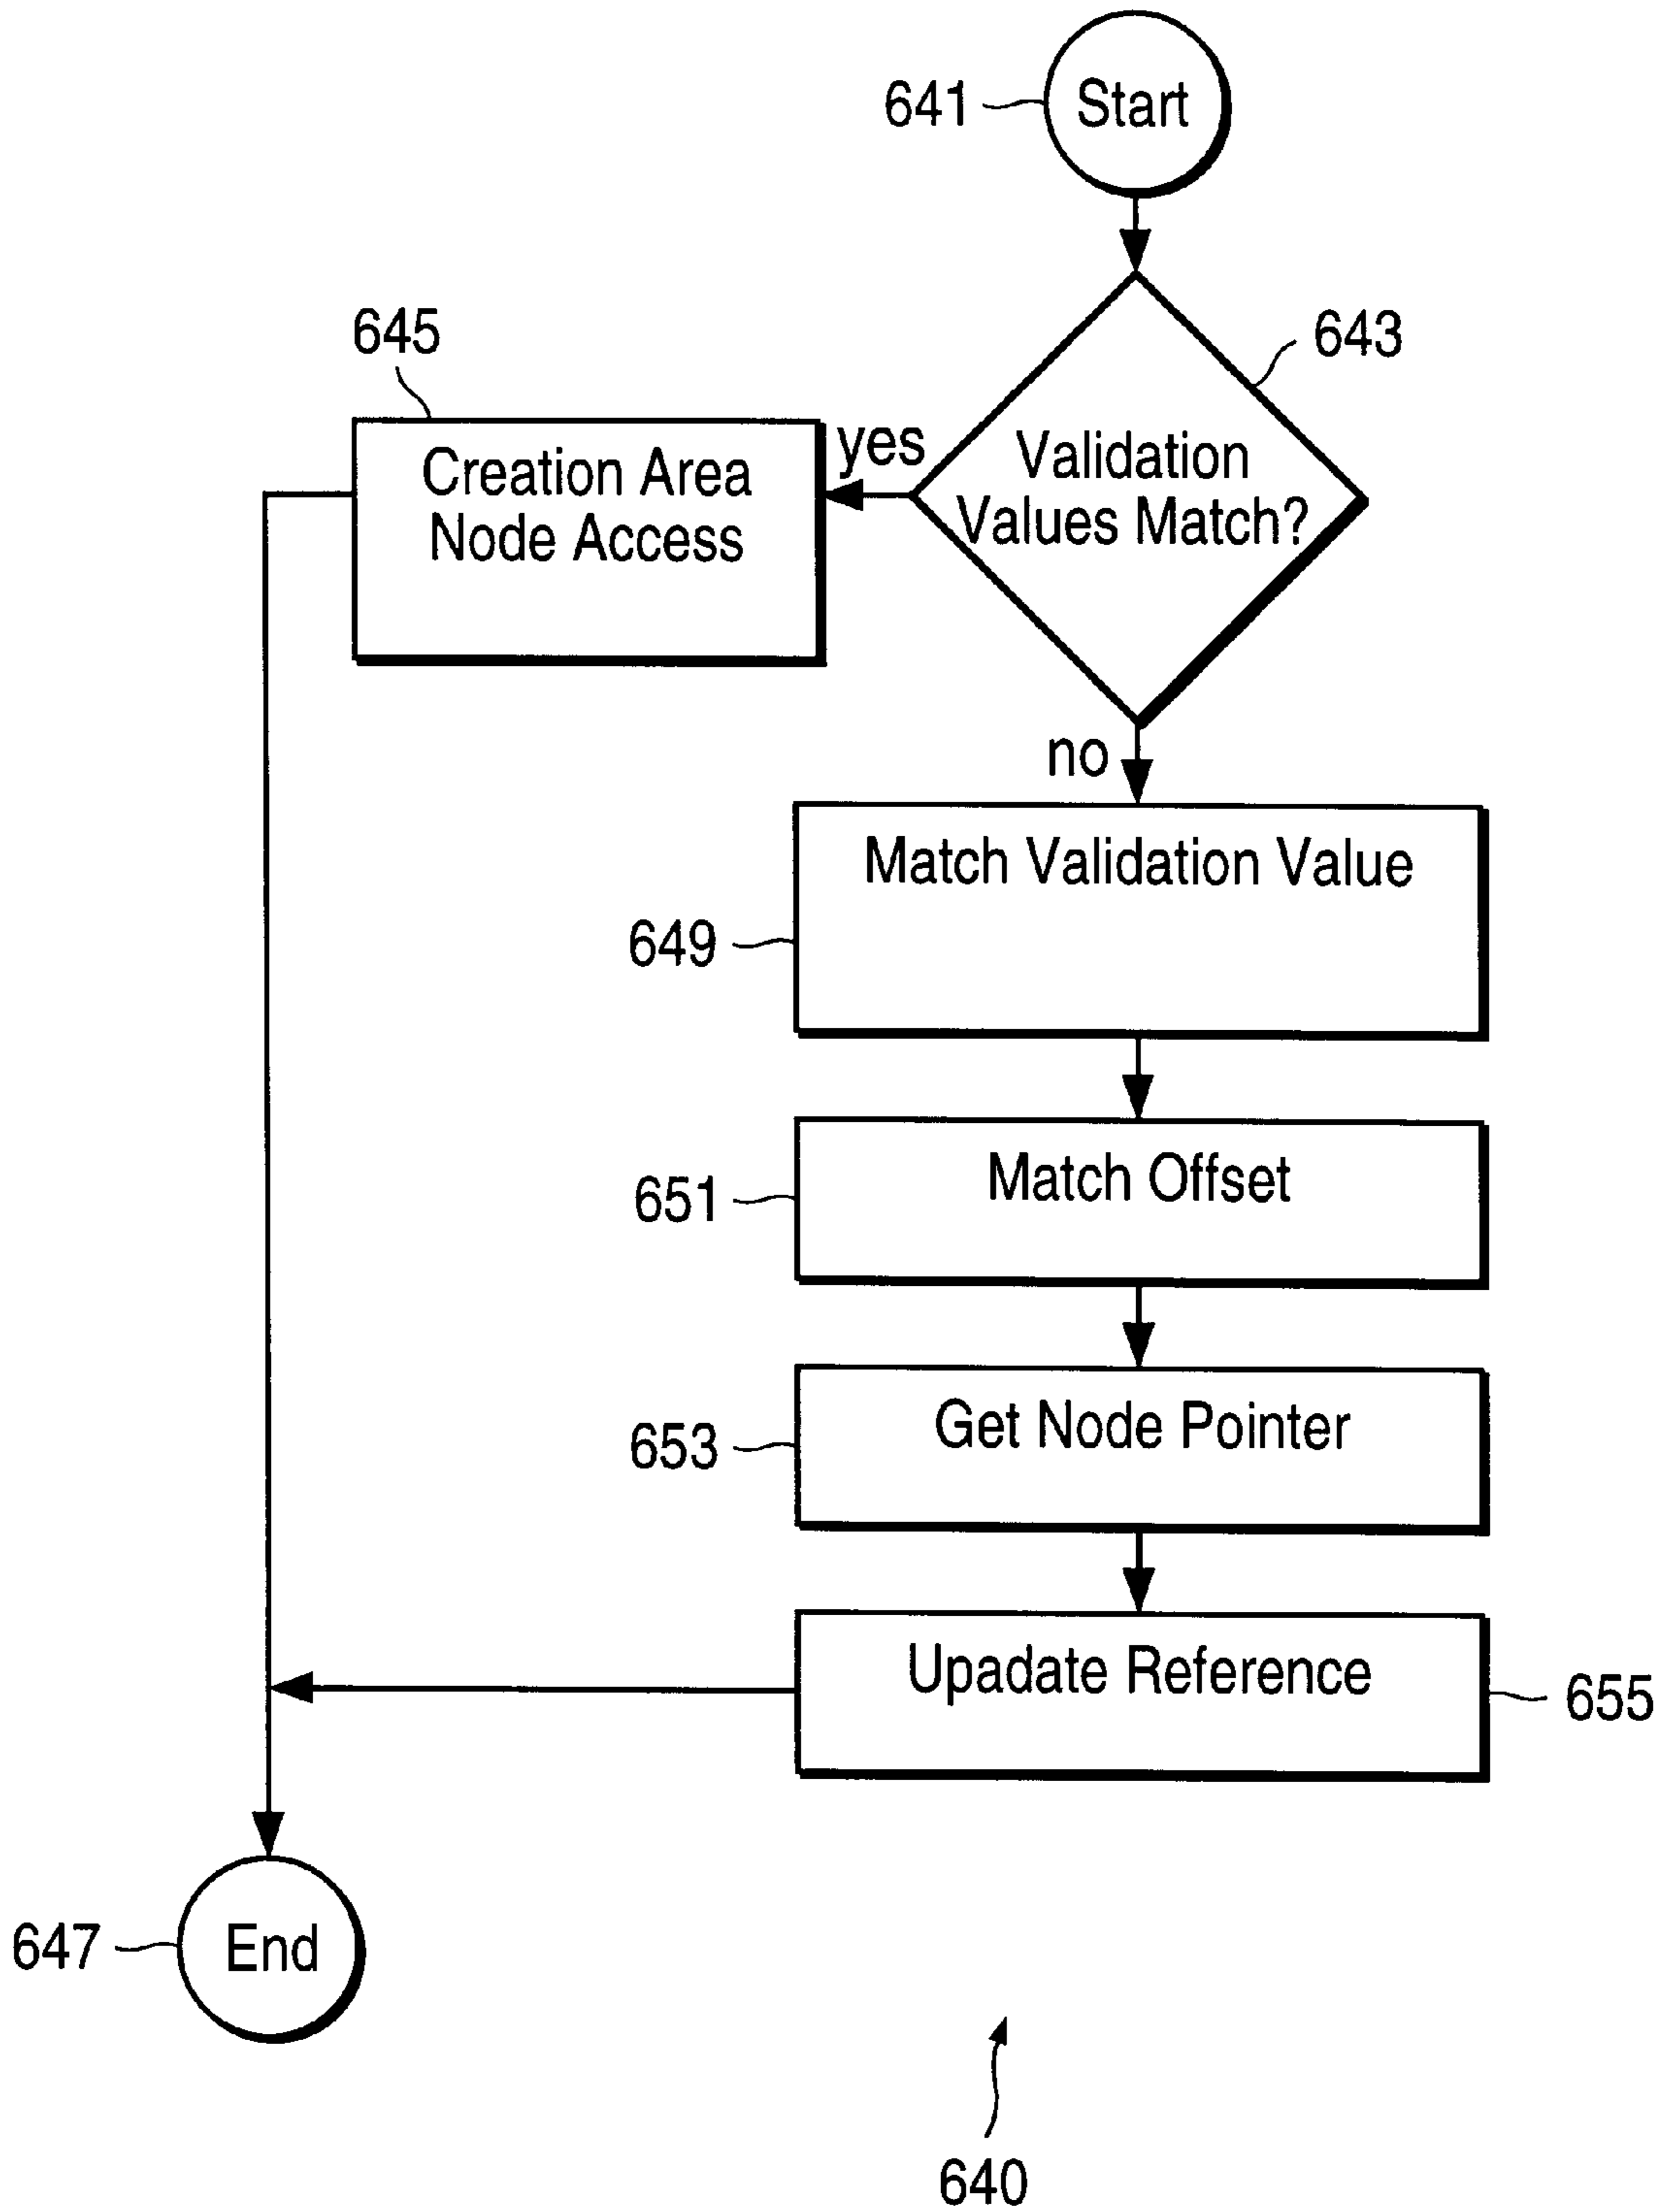 641
Start
643
Validation
Values Match?
yes
645
Creation Area
Node Access
no
Match Validation Value
649
Match Offset
651
Get Node Pointer
653
Upadate Reference
655
End
647
640